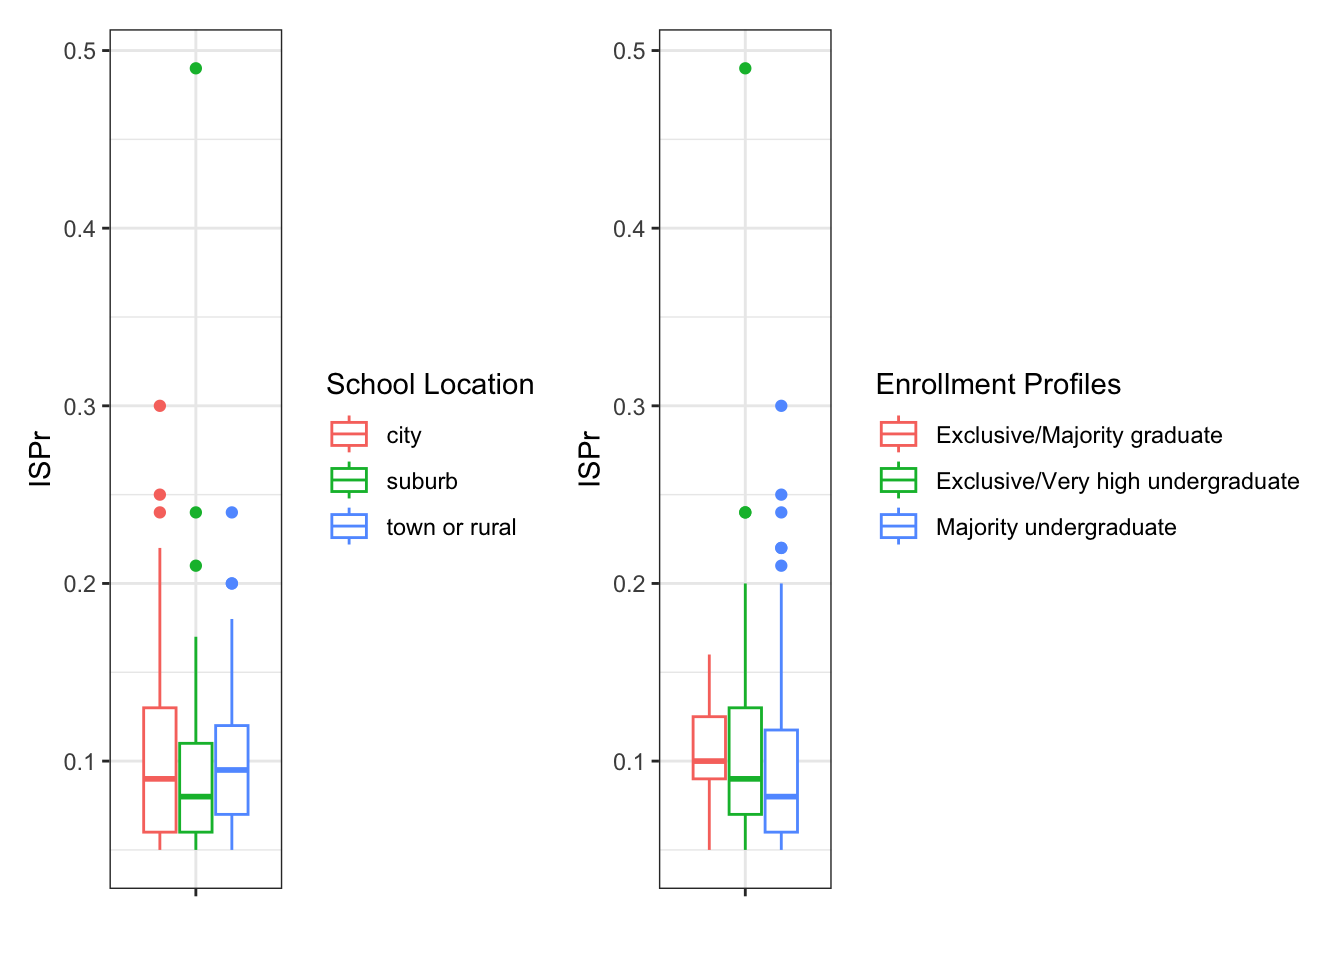 0.5
0.4
0.3
0.2
0.1
ISPr
School Location
city
suburb
town or rural
0.5
0.4
0.3
0.2
0.1
ISPr
Enrollment Profiles
Exclusive/Majority graduate
Exclusive/Very high undergraduate
Majority undergraduate